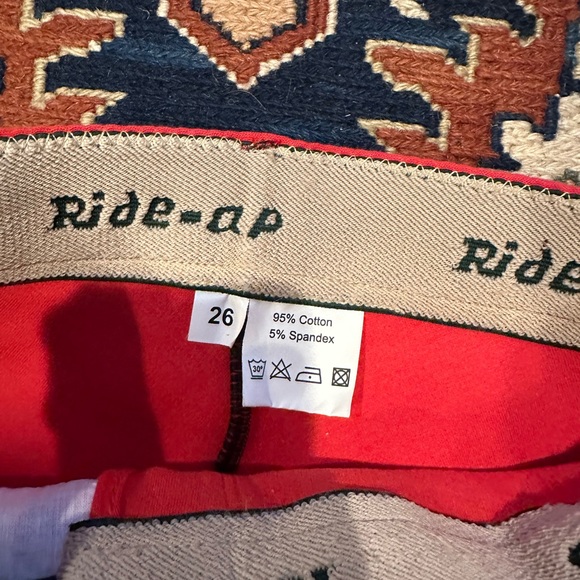 Ride-ap
Ride
26
95% Cotton
5% Spandex
30°